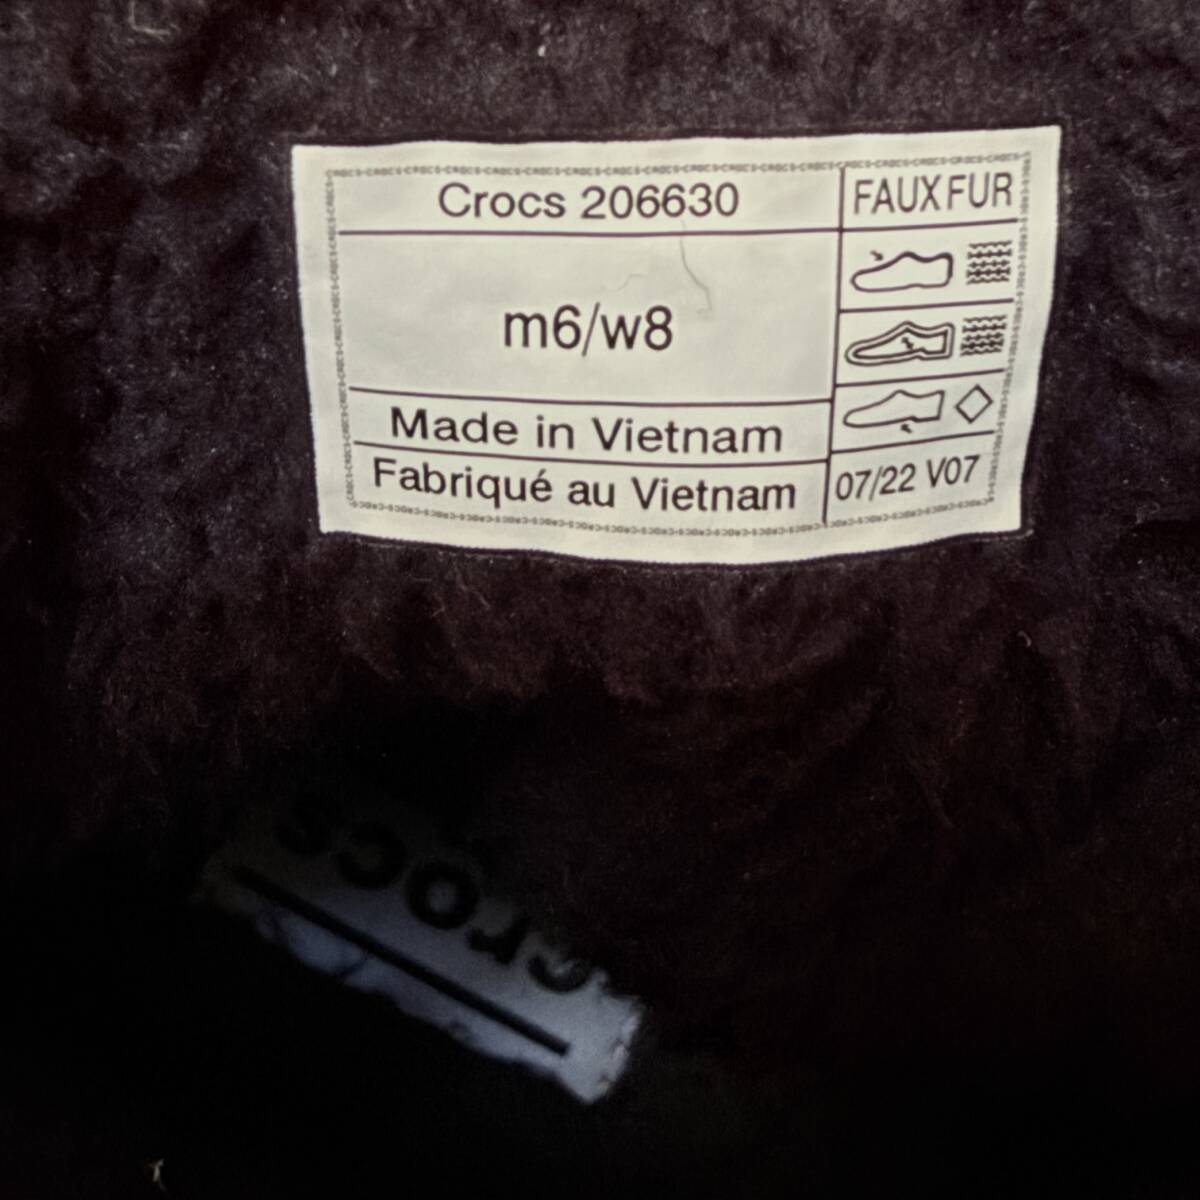 Crocs 206630
FAUX FUR
m6/w8
Made in Vietnam
Fabriqué au Vietnam
07/22 V07
crocs